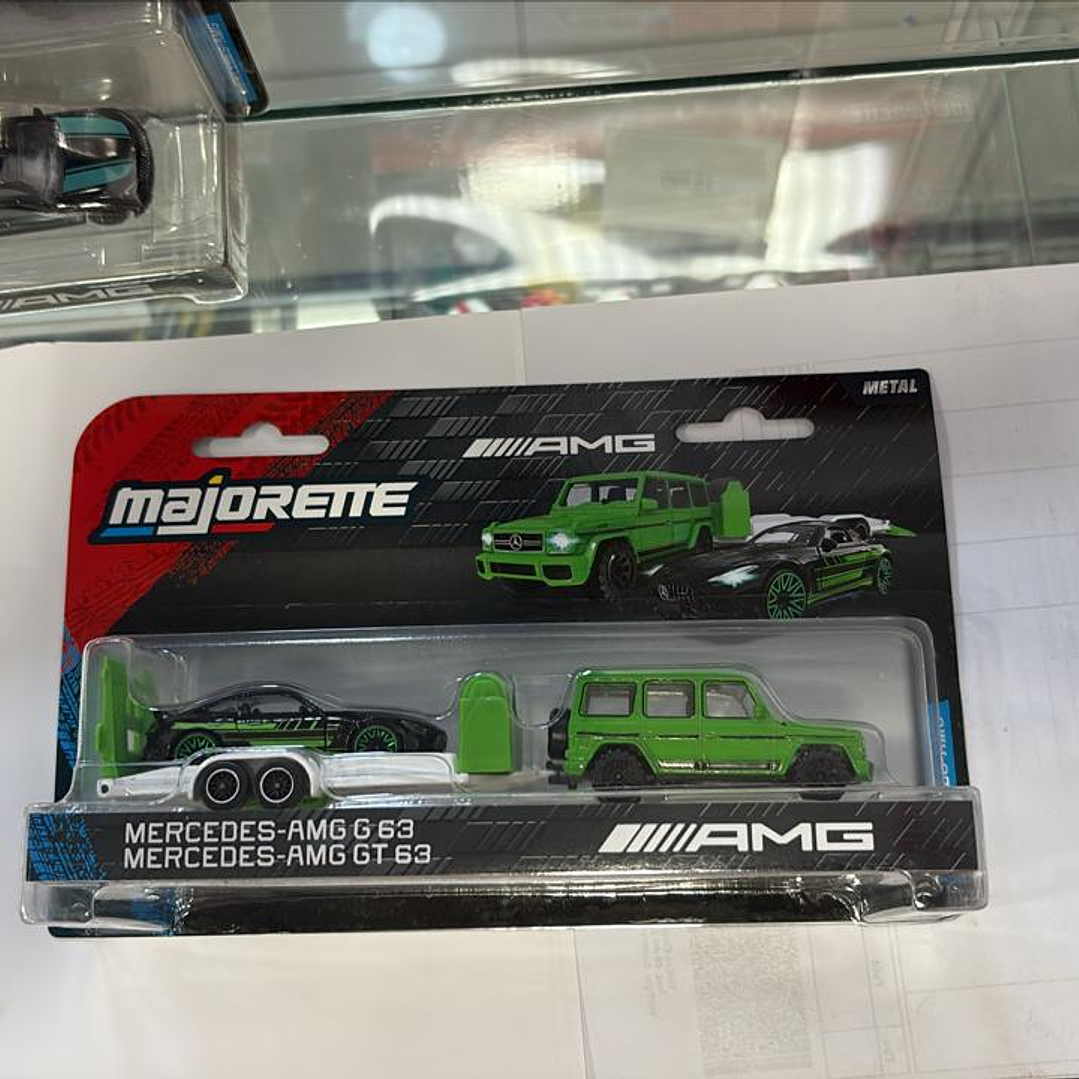 AMG
METAL
AMG
majorette
MERCEDES-AMG G 63
MERCEDES-AMG GT 63
AMG